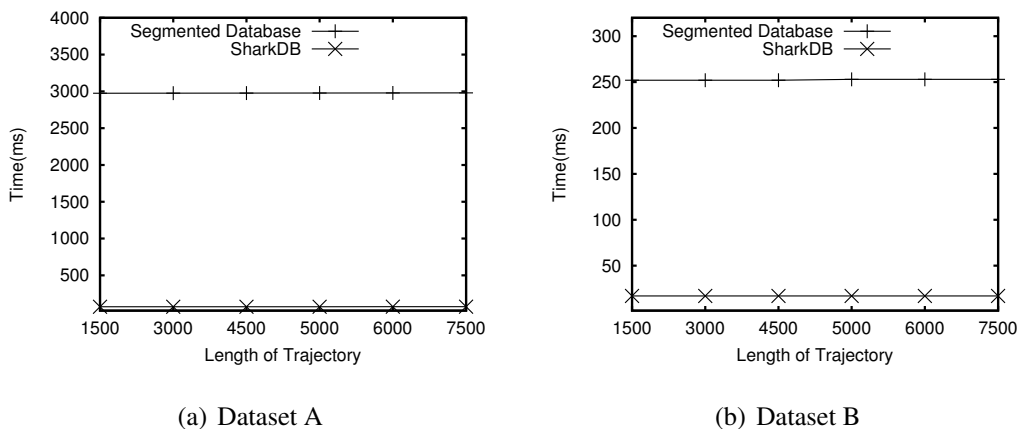 4000
3500
3000
2500
2000
1500
1000
500
Time(ms)
Segmented Database
SharkDB
1500 3000 4500 5000 6000 7500
Length of Trajectory
(a) Dataset A
300
250
200
150
100
50
Time(ms)
Segmented Database
SharkDB
1500 3000 4500 5000 6000 7500
Length of Trajectory
(b) Dataset B